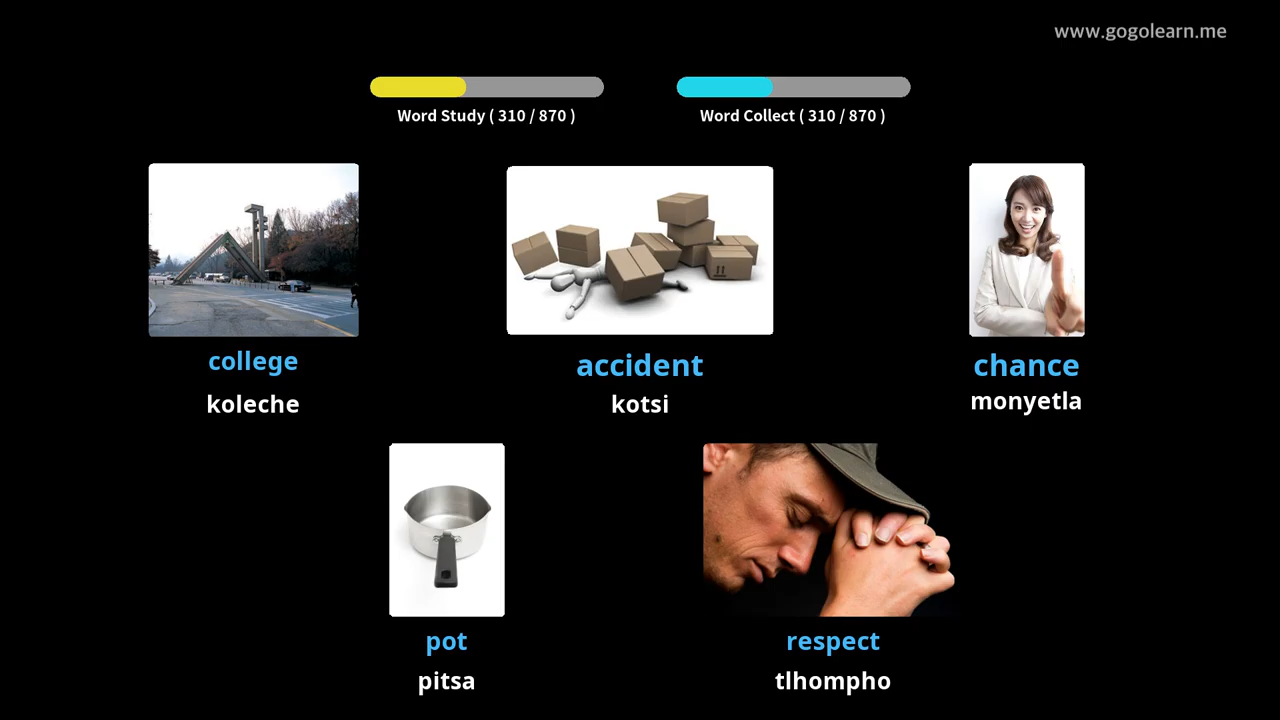 www.gogolearn.me
Word Study ( 310 / 870 )
Word Collect ( 310 / 870 )
college
koleche
accident
kotsi
chance
monyetla
pot
pitsa
respect
tlhompho